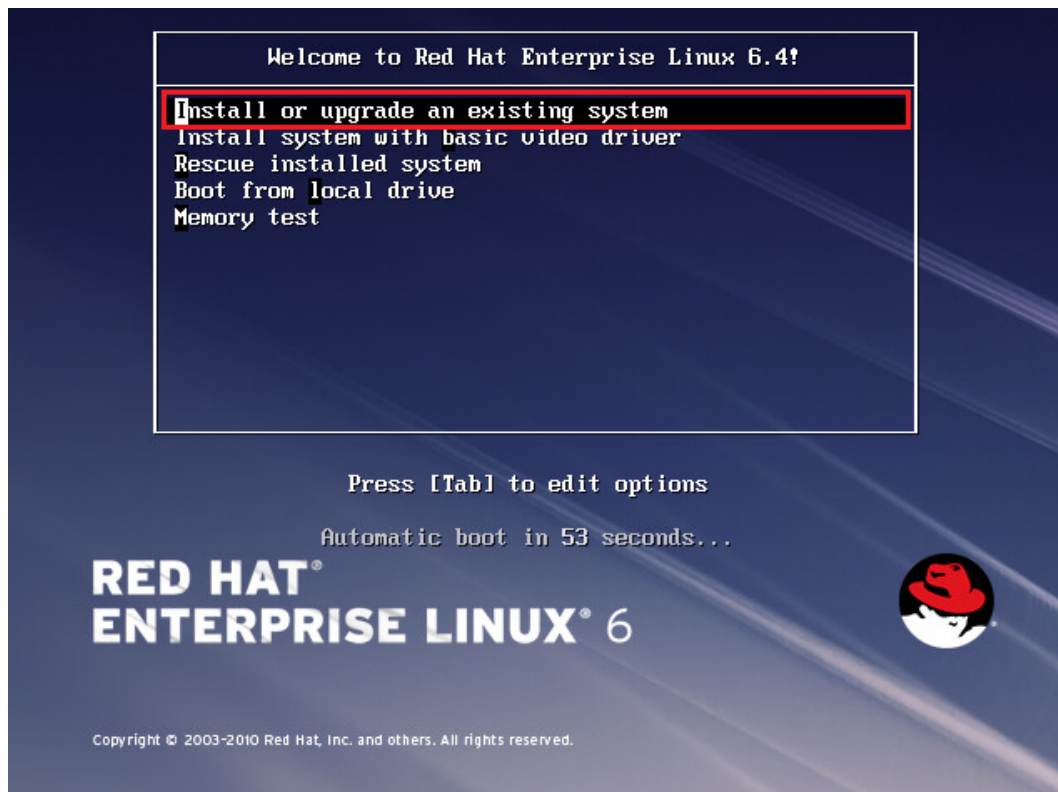 Welcome to Red Hat Enterprise Linux 6.4!
Install or upgrade an existing system
Install system with basic video driver
Rescue installed system
Boot from local drive
Memory test
Press [Tab] to edit options
Automatic boot in 53 seconds...
RED HAT®
ENTERPRISE LINUX® 6
Copyright © 2003-2010 Red Hat, Inc. and others. All rights reserved.